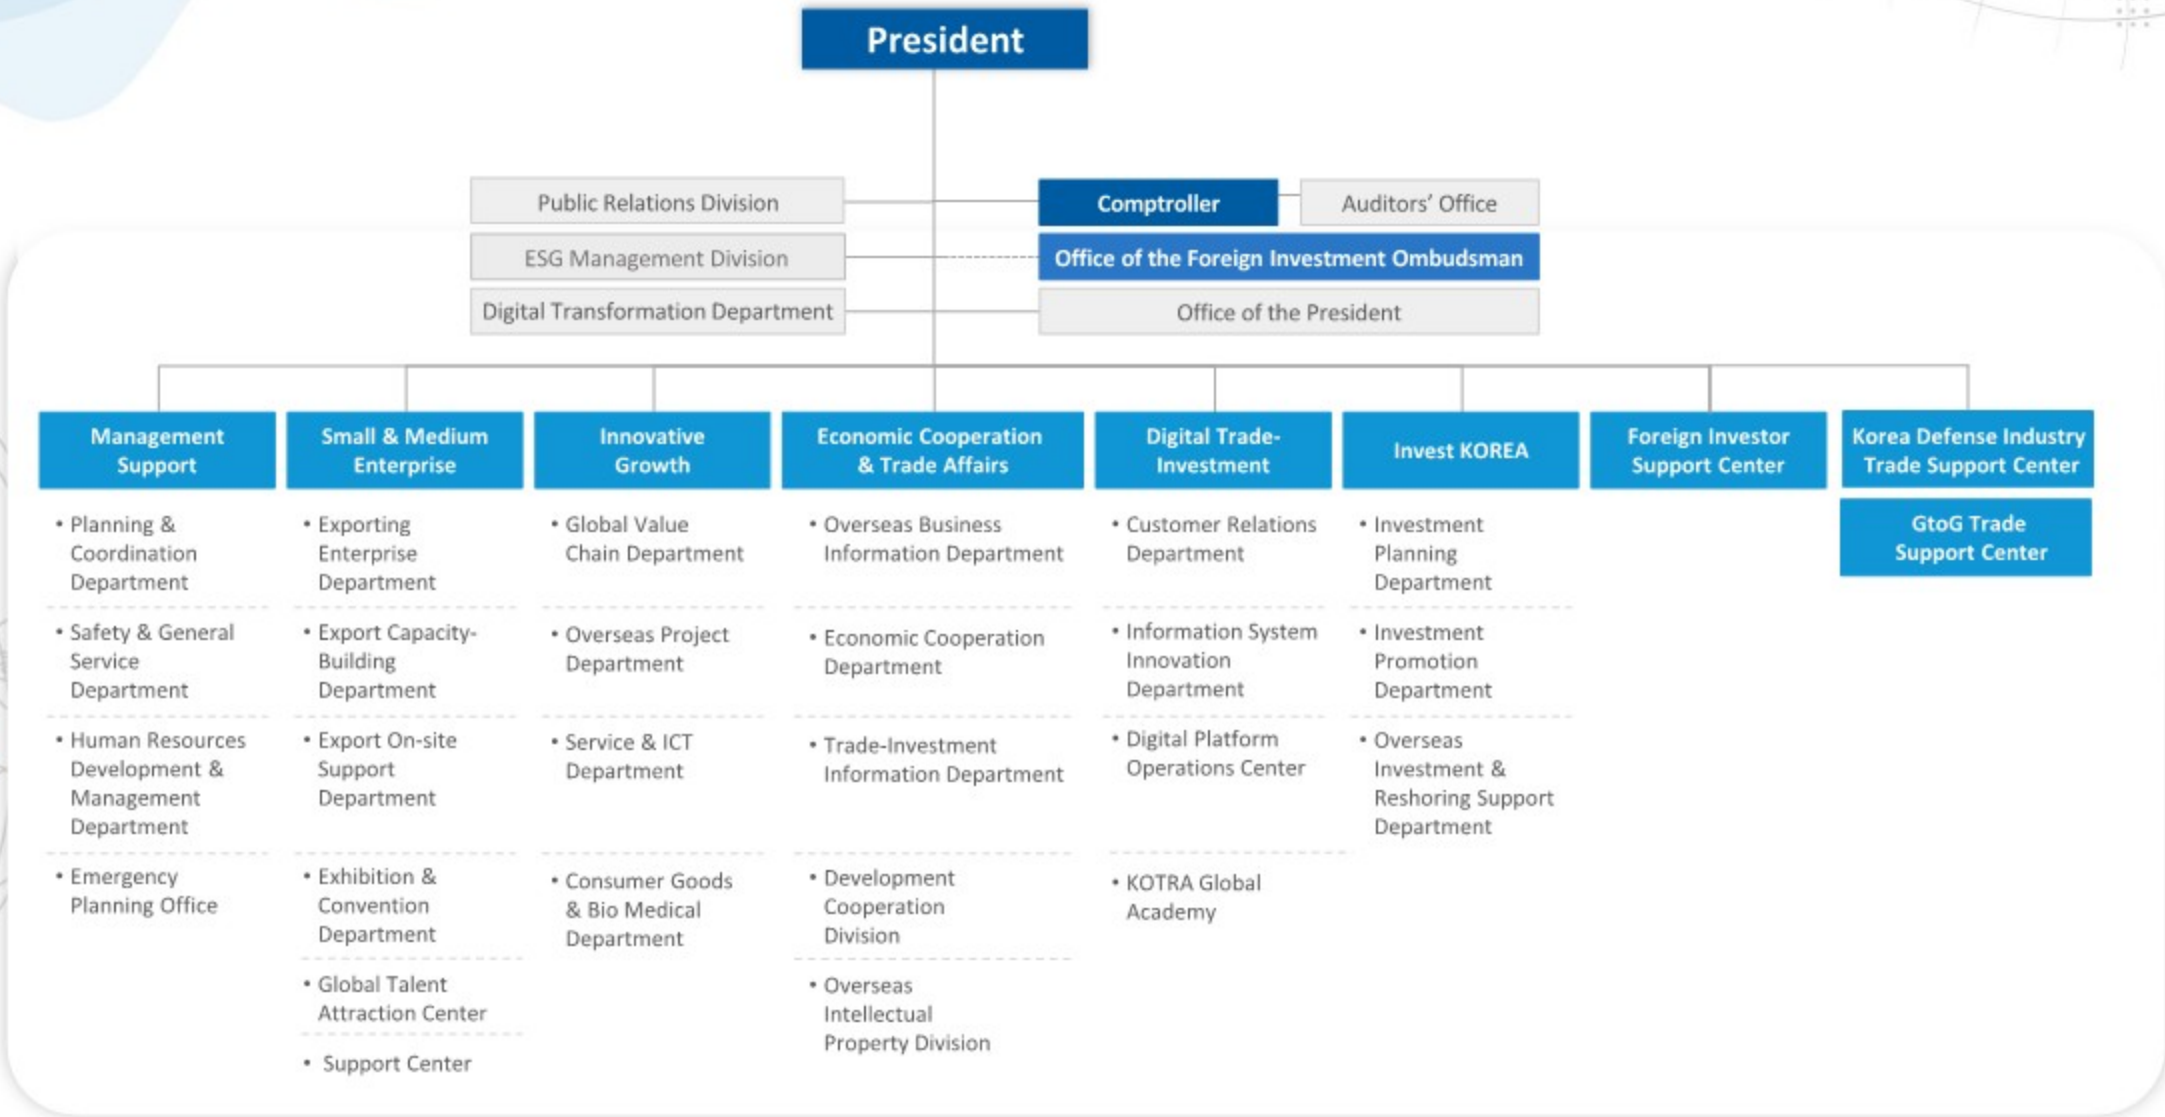 President
Public Relations Division
Comptroller
Auditors' Office
ESG Management Division
Office of the Foreign Investment Ombudsman
Digital Transformation Department
Office of the President
Management
Support
Small & Medium
Enterprise
Innovative
Growth
Economic Cooperation
& Trade Affairs
Digital Trade-
Investment
Invest KOREA
Foreign Investor
Support Center
Korea Defense Industry
Trade Support Center
GtoG Trade
Support Center
• Planning &
Coordination
Department
• Safety & General
Service
Department
• Human Resources
Development &
Management
Department
• Emergency
Planning Office
• Exporting
Enterprise
Department
• Export Capacity-
Building
Department
• Export On-site
Support
Department
• Exhibition &
Convention
Department
• Global Talent
Attraction Center
• Support Center
• Global Value
Chain Department
• Overseas Project
Department
• Service & ICT
Department
• Consumer Goods
& Bio Medical
Department
• Overseas Business
Information Department
• Economic Cooperation
Department
• Trade-Investment
Information Department
• Development
Cooperation
Division
• Overseas
Intellectual
Property Division
• Customer Relations
Department
• Information System
Innovation
Department
• Digital Platform
Operations Center
• KOTRA Global
Academy
• Investment
Planning
Department
• Investment
Promotion
Department
• Overseas
Investment &
Reshoring Support
Department